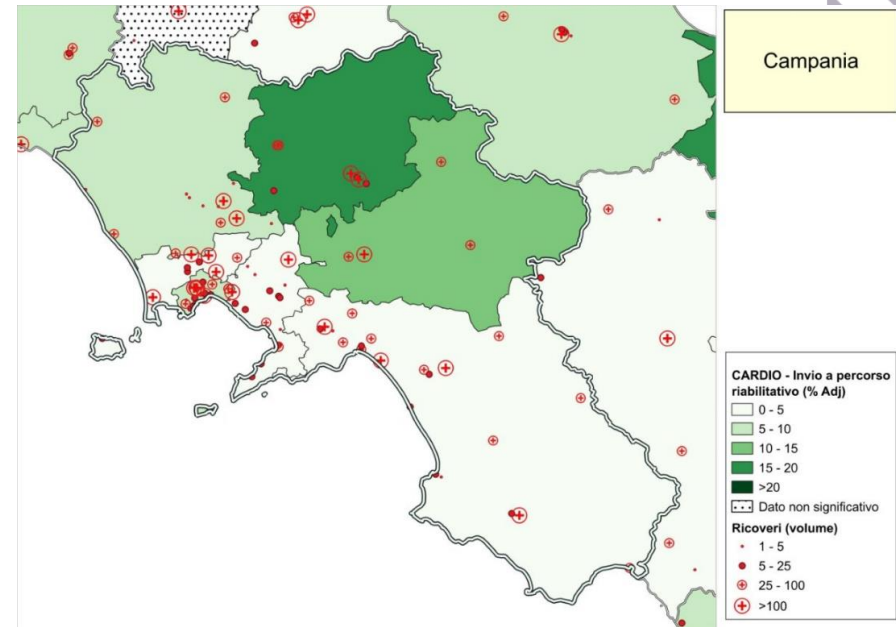 Campania
CARDIO - Invio a percorso
riabilitativo (% Adj)
0 - 5
5 - 10
10 - 15
15 - 20
>20
Dato non significativo
Ricoveri (volume)
1 - 5
5 - 25
25 - 100
>100